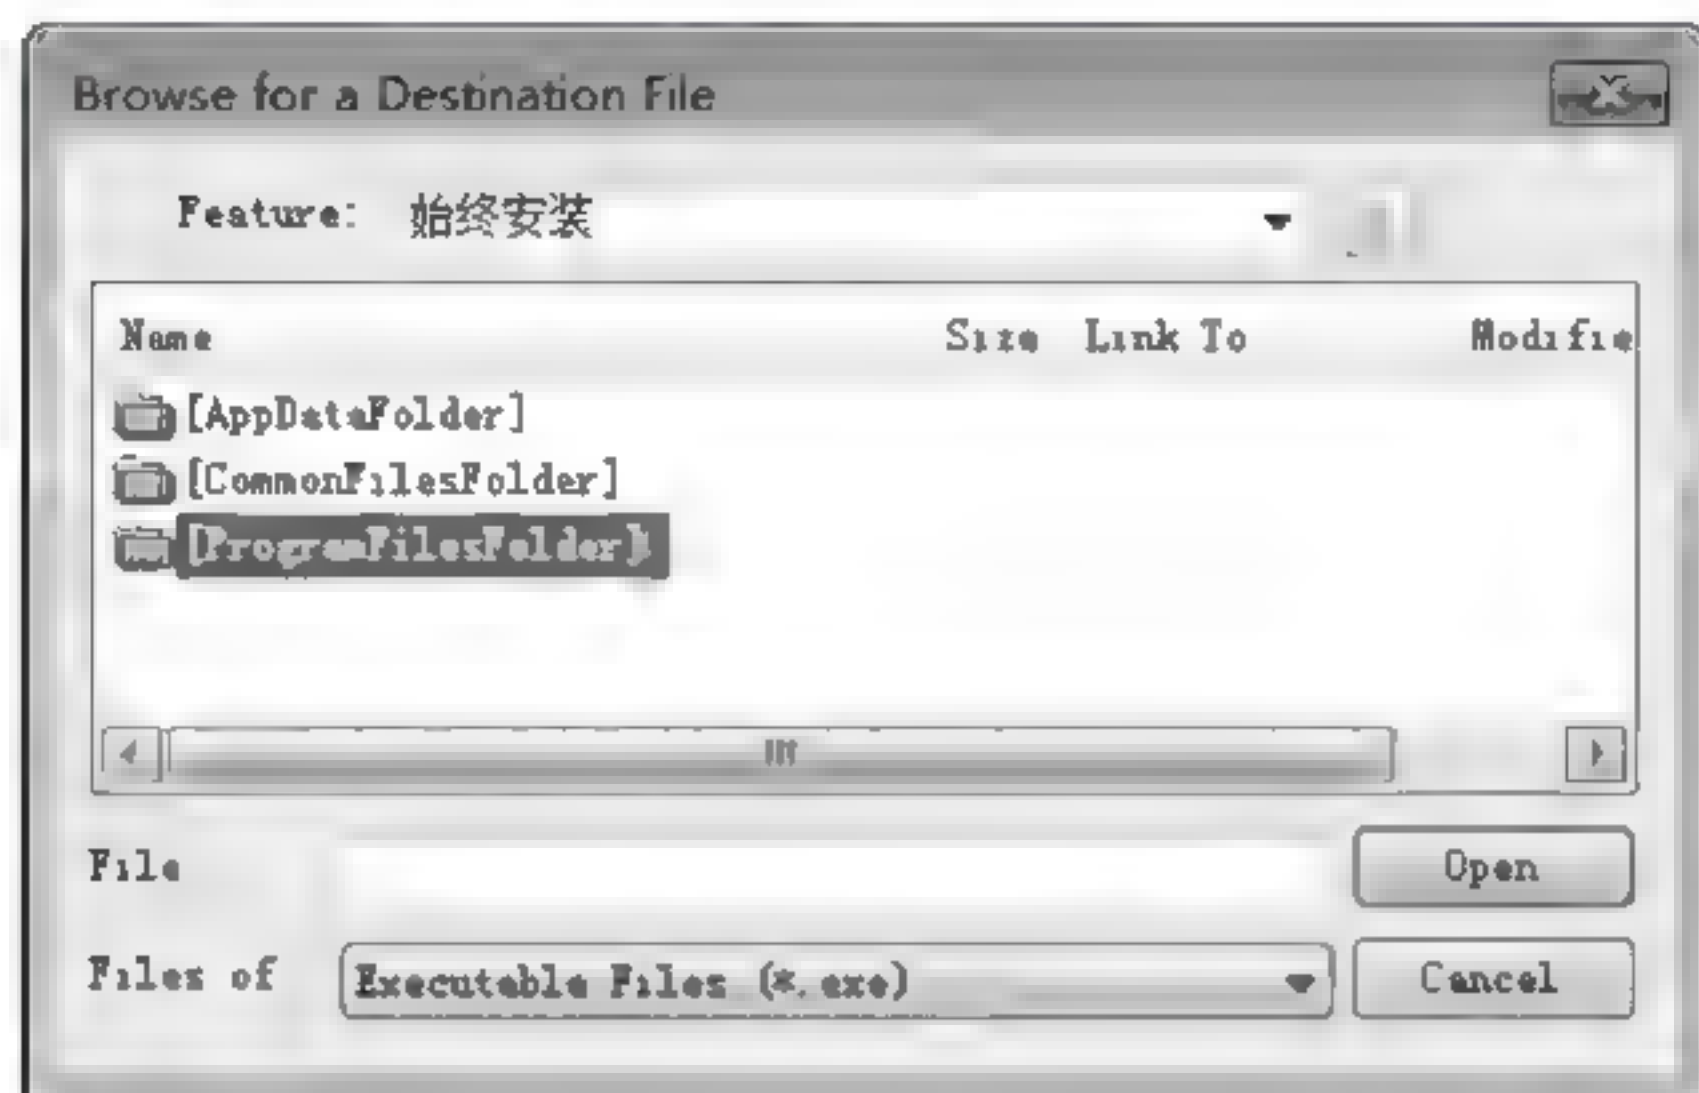 Browse for a Destination File
Feature: 始终安装
Name Size Link To Modifie
[AppDataFolder]
[CommonFilesFolder]
[ProgramFilesFolder]
File Open
Files of Executable Files (*.exe) Cancel